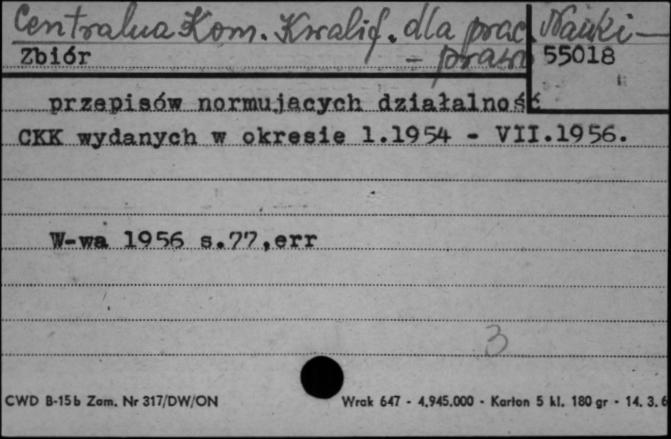 Centralna Kom. Kwalif. dla prac. Nauki -
Zbiór - prawo 55018
przepisów normujacych działalność
CKK wydanych w okresie 1.1954 - VII.1956.
W-wa 1956 s.77,err
3
CWD B-15b Zam. Nr 317/DW/ON Wrak 647 - 4.945.000 - Karton 5 kl. 180 gr - 14. 3. 6